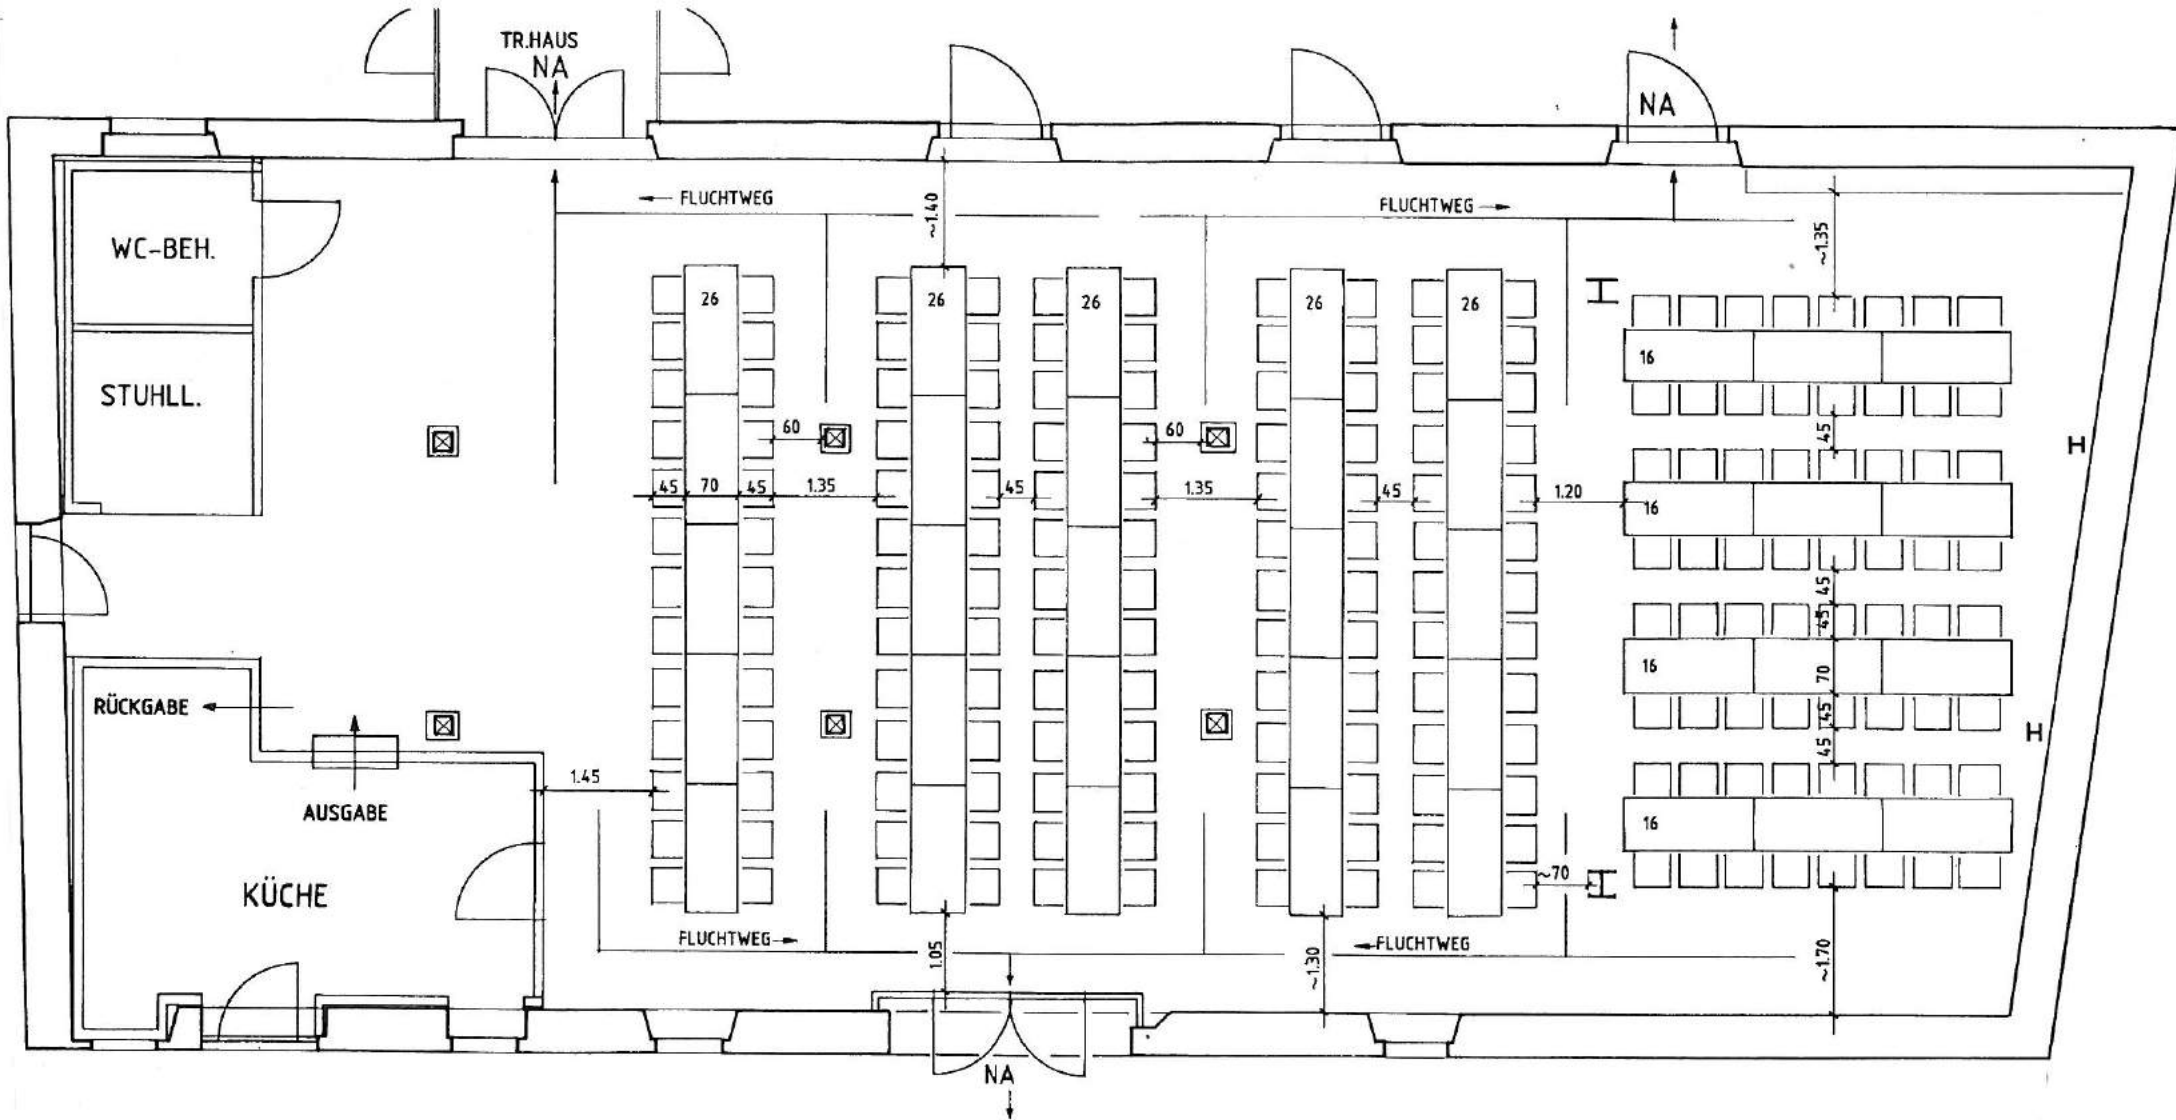 TR.HAUS
NA
NA
FLUCHTWEG
~1.40
FLUCHTWEG
~1.35
WC-BEH.
26
26
26
26
26
16
STUHLL.
60
60
45
H
45
70
45
1.35
45
1.35
45
1.20
16
45
45
16
70
45
45
RÜCKGABE
H
1.45
AUSGABE
16
~70
KÜCHE
FLUCHTWEG
1.05
FLUCHTWEG
~1.30
~1.70
NA